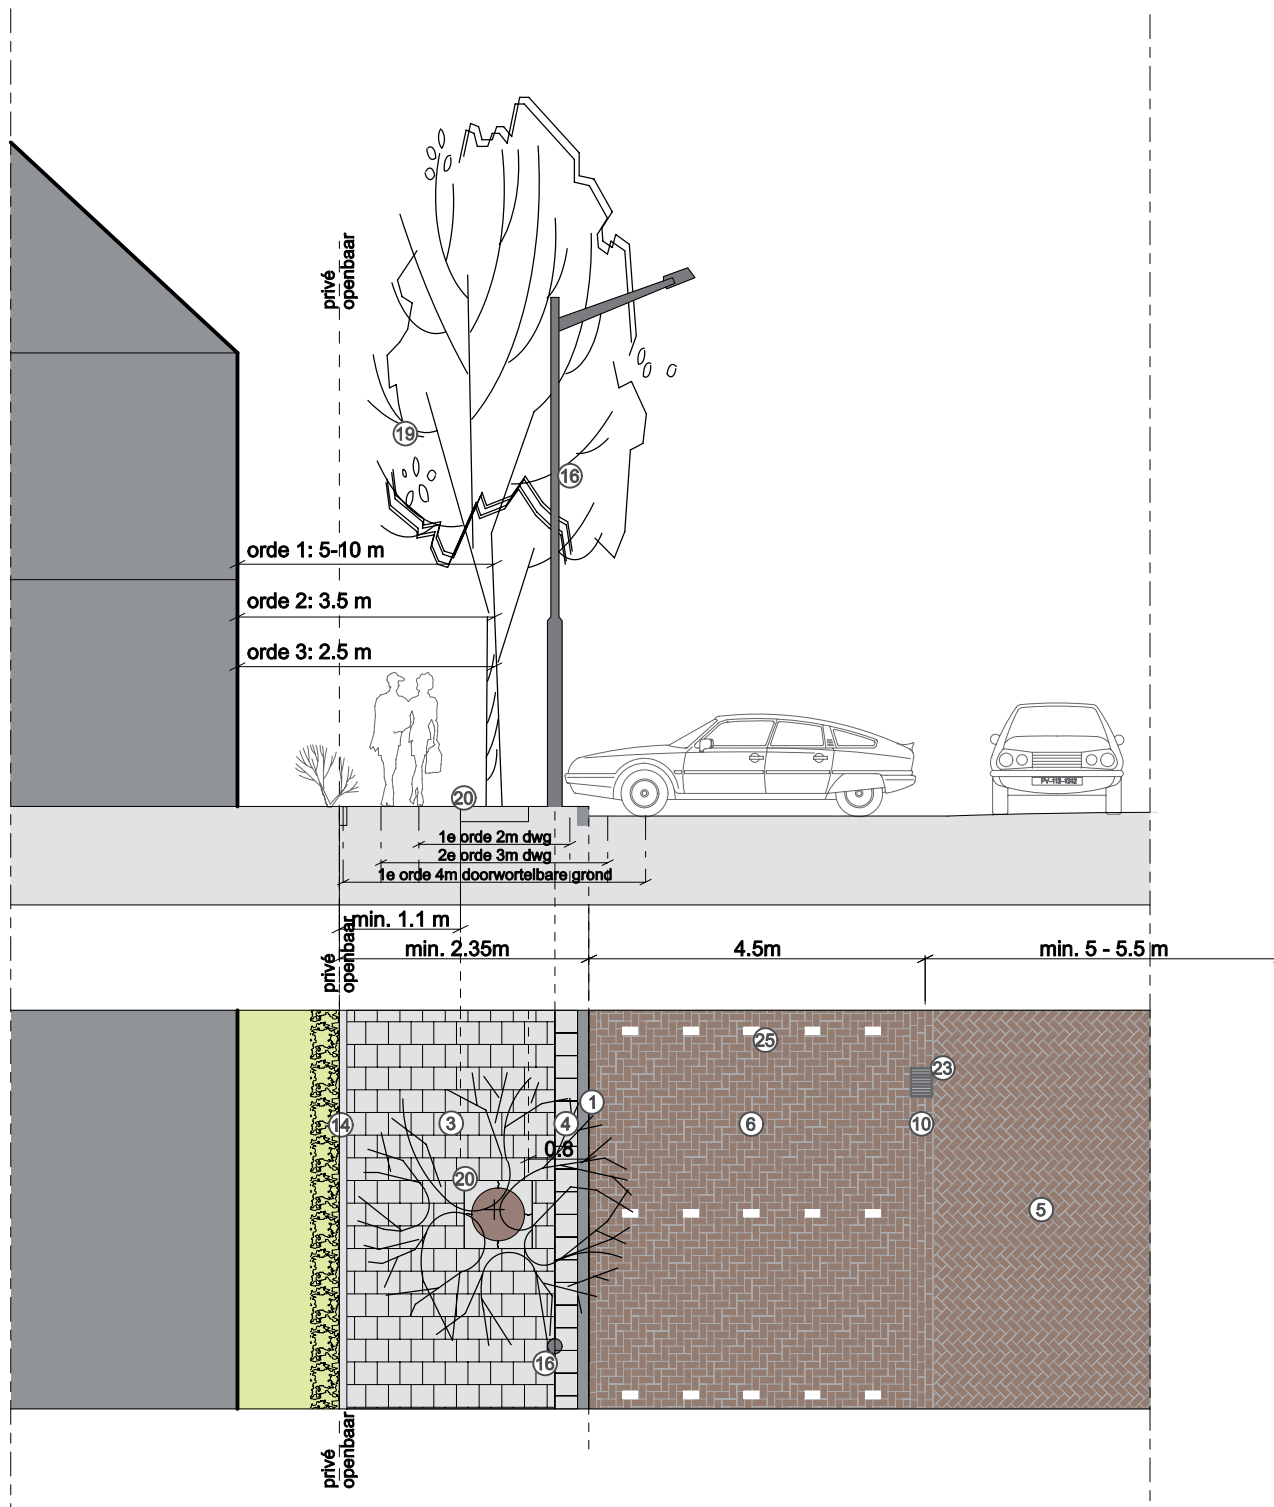 privé
openbaar
19
16
orde 1: 5-10 m
orde 2: 3.5 m
orde 3: 2.5 m
20
1e orde 2m dwg
2e orde 3m dwg
1e orde 4m doorwortelbare grond
min. 1.1 m
privé
openbaar
min. 2.35m
4.5m
min. 5 - 5.5 m
25
23
1
14
3
4
6
10
0.8
20
5
16
privé
openbaar